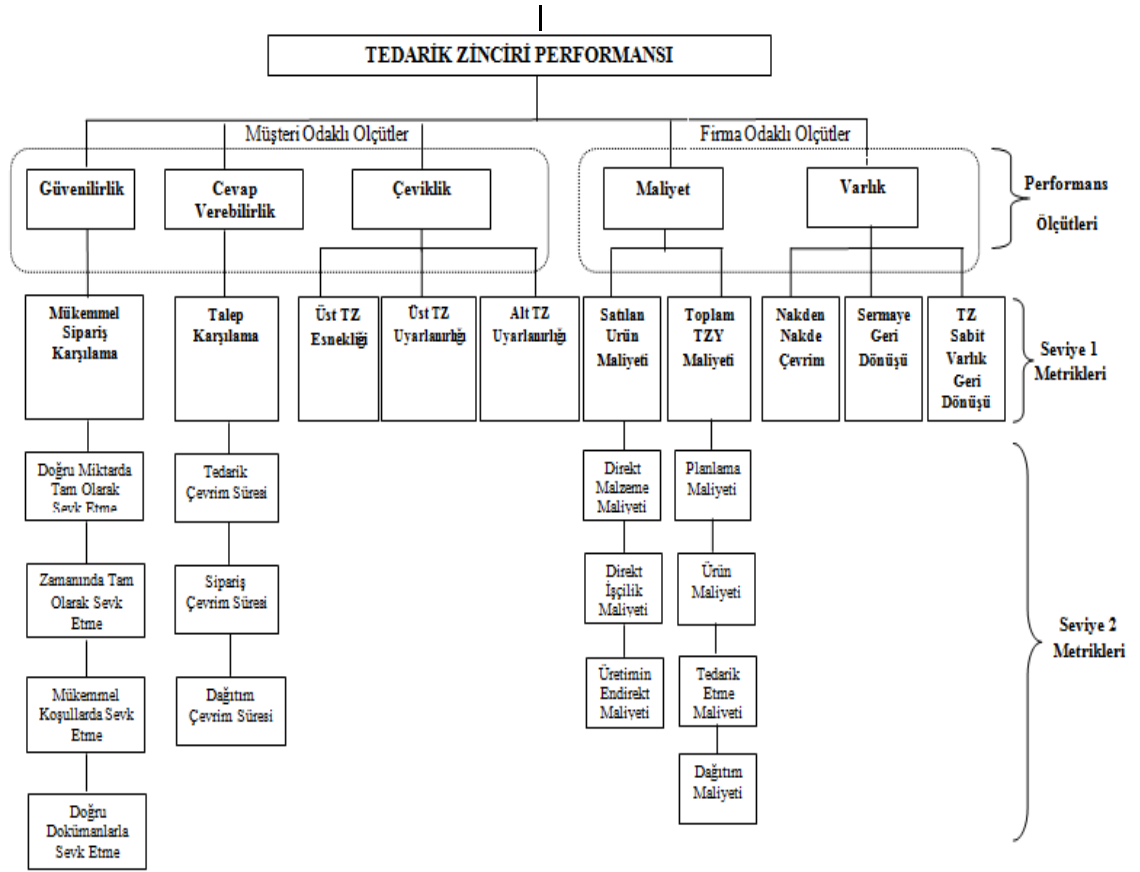 TEDARİK ZİNCİRİ PERFORMANSI
Müşteri Odaklı Olçütler
Firma Odaklı Olçütler
Güvenilirlik
Cevap
Verebilirlik
Çeviklik
Maliyet
Varlık
Performans
Ölçütleri
Mükemmel
Sipariş
Karşılama
Talep
Karşılama
Üst TZ
Esnekliği
Üst TZ
Uyarlanırlığı
Alt TZ
Uyarlanırlığı
Satılan
Urün
Maliyeti
Toplam
TZY
Maliyeti
Nakden
Nakde
Çevrim
Sermaye
Geri
Dönüşü
TZ
Sabit
Varlık
Geri
Dönüşü
Seviye 1
Metrikleri
Doğru Miktarda
Tam Olarak
Sevk Etme
Tedarik
Çevrim Süresi
Direkt
Malzeme
Maliyeti
Planlama
Maliyeti
Zamanında Tam
Olarak Sevk
Etme
Sipariş
Çevrim Süresi
Direkt
İşçilik
Maliyeti
Ürün
Maliyeti
Mükemmel
Koşullarda Sevk
Etme
Dağıtım
Çevrim Süresi
Üretimin
Endirekt
Maliyeti
Tedarik
Etme
Maliyeti
Dağıtım
Maliyeti
Doğru
Dokümanlarla
Sevk Etme
Seviye 2
Metrikleri